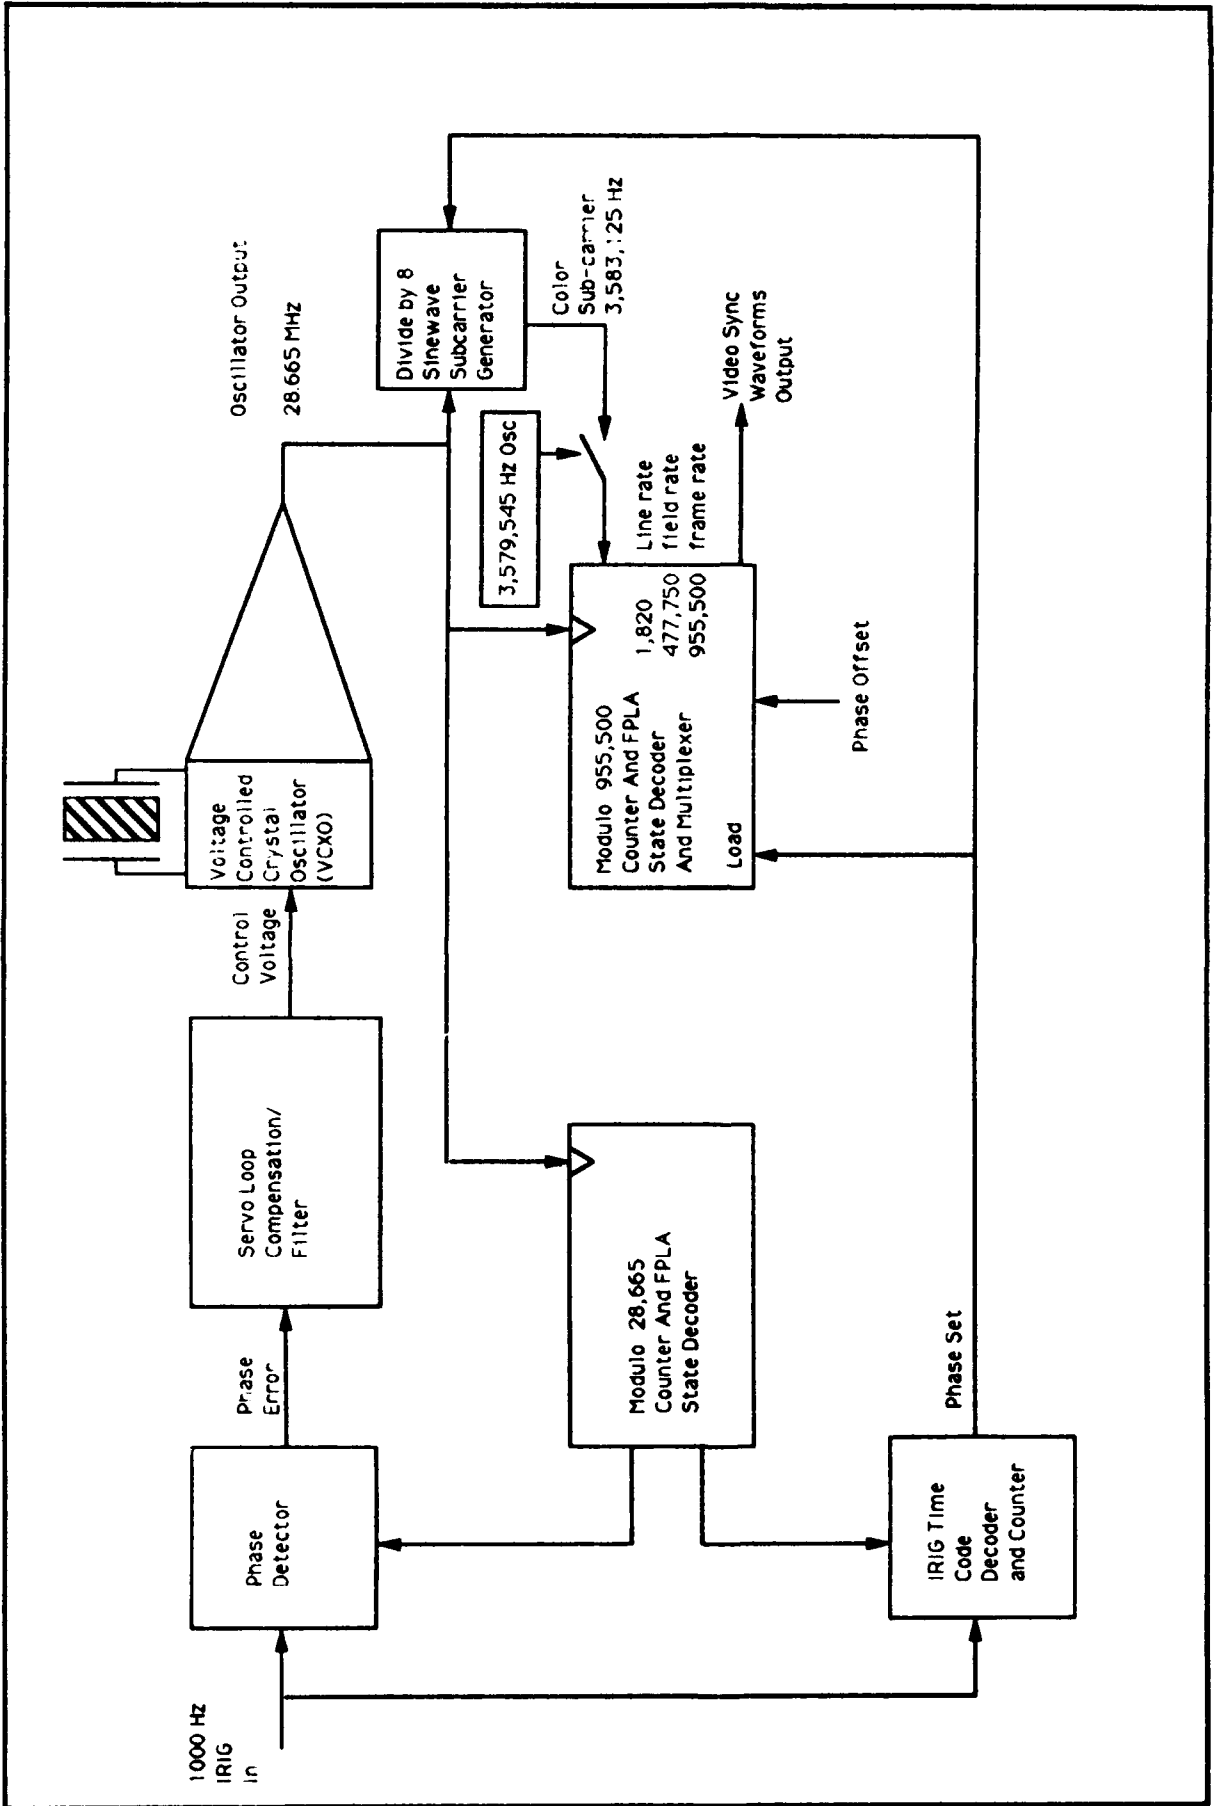 1000 Hz
IRIG
In
Phase
Detector
Phase
Error
Servo Loop
Compensation/
Filter
Control
Voltage
Voltage
Controlled
Crystal
Oscillator
(VCXO)
Oscillator Output
28.665 MHz
Divide by 8
Sinewave
Subcarrier
Generator
Color
Sub-carrier
3,583,125 Hz
3,579,545 Hz Osc
Modulo 28,665
Counter And FPLA
State Decoder
Modulo 955,500
Counter And FPLA
State Decoder
And Multiplexer
Load
1,820
477,750
955,500
Line rate
field rate
frame rate
Video Sync
Waveforms
Output
Phase Offset
IRIG Time
Code
Decoder
and Counter
Phase Set